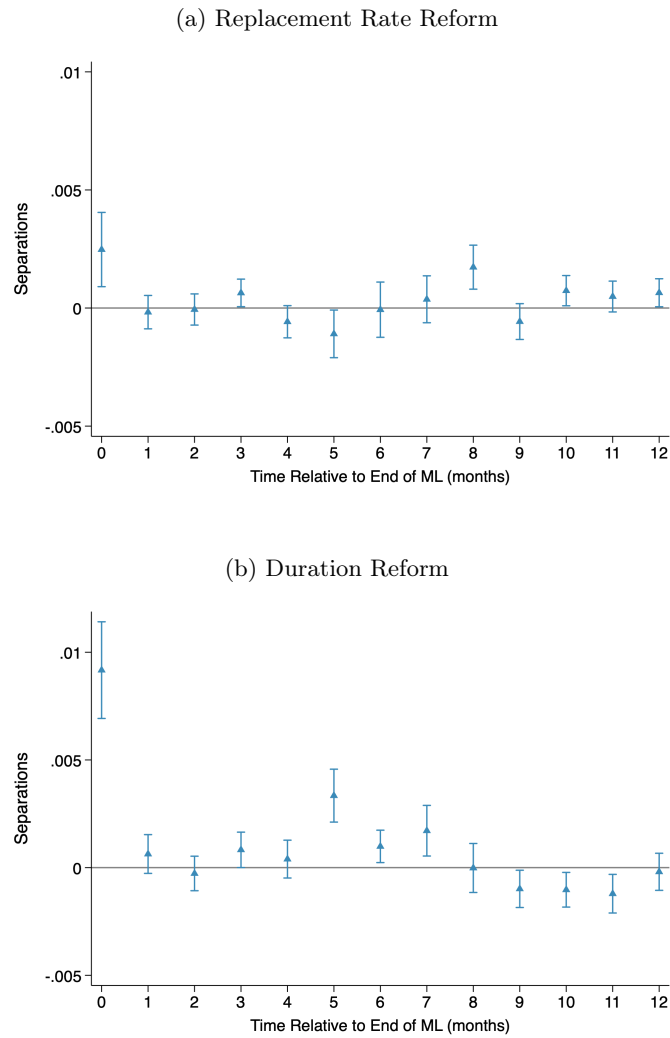 (a) Replacement Rate Reform
.01
.005
0
-.005
Separations
0 1 2 3 4 5 6 7 8 9 10 11 12
Time Relative to End of ML (months)
(b) Duration Reform
.01
.005
0
-.005
Separations
0 1 2 3 4 5 6 7 8 9 10 11 12
Time Relative to End of ML (months)